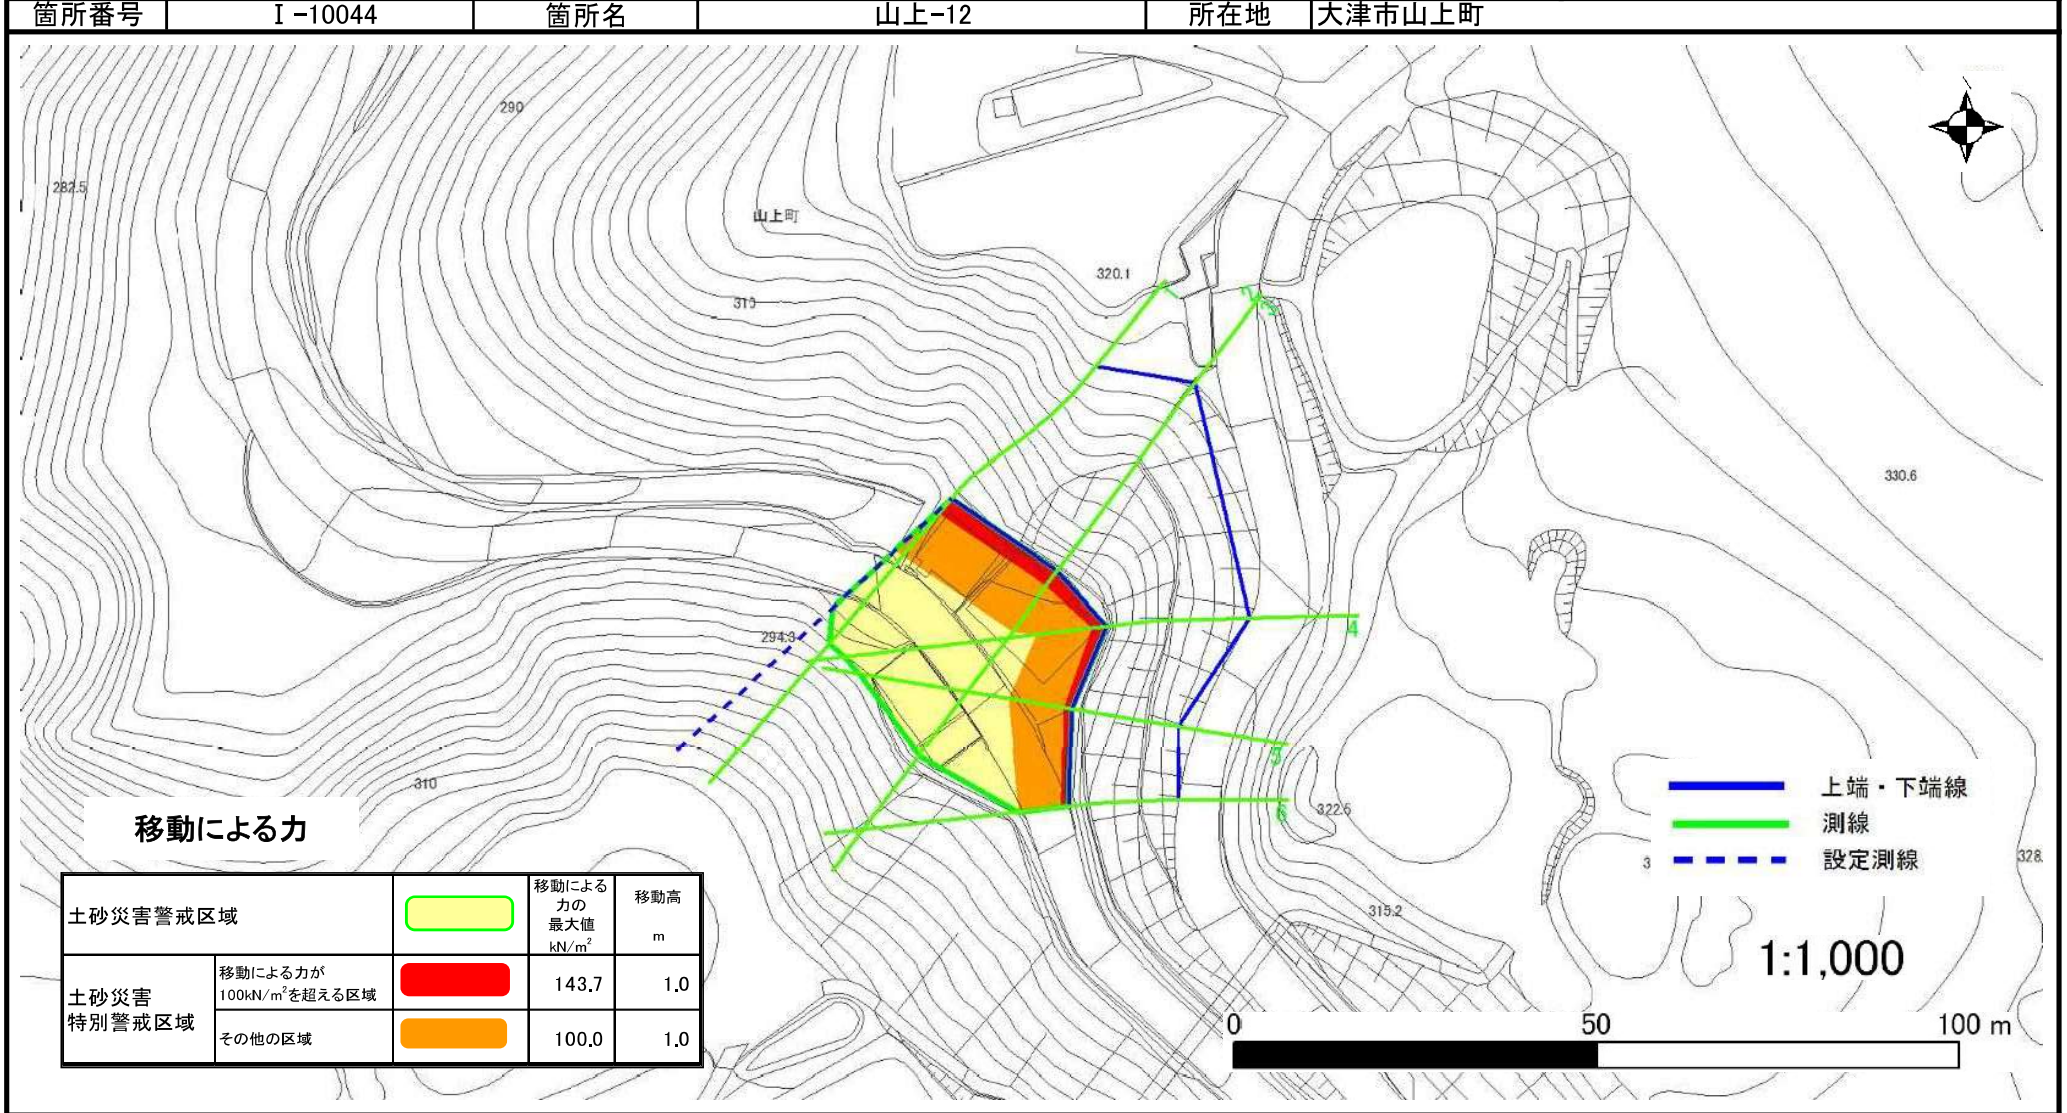 箇所番号 Ⅰ-10044 箇所名 山上-12 所在地 大津市山上町
290
282.5
山上町
320.1
310
1
2
3
330.6
294.3
4
5
310
6
322.5
315.2
328.
3
上端・下端線
測線
設定測線
移動による力
土砂災害警戒区域
移動による
力の
最大値
kN/m²
移動高
m
土砂災害
特別警戒区域
移動による力が
100kN/m²を超える区域
143.7 1.0
その他の区域
100.0 1.0
1:1,000
0 50 100 m